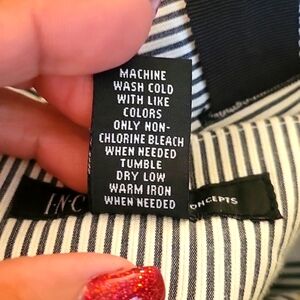 MACHINE
WASH COLD
WITH LIKE
COLORS
ONLY NON-
CHLORINE BLEACH
WHEN NEEDED
TUMBLE
DRY LOW
WARM IRON
WHEN NEEDED
I·N·C
ONCEPTS